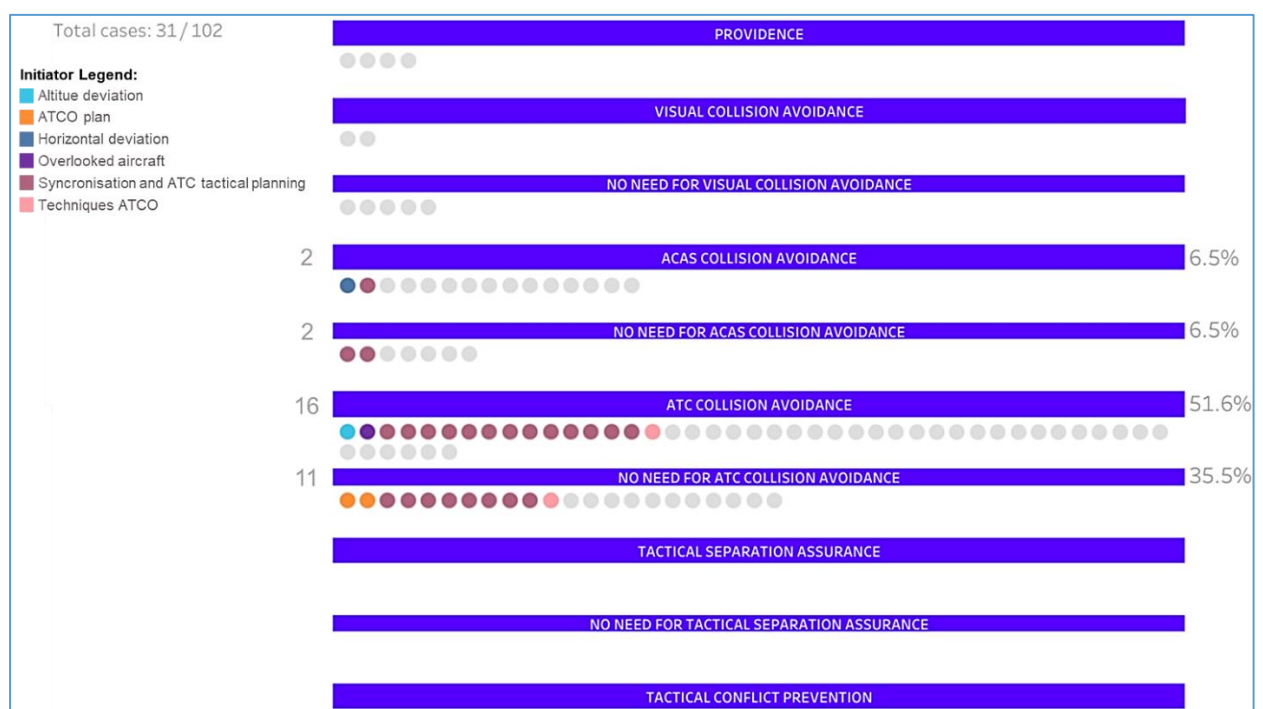 Total cases: 31 / 102
Initiator Legend:
Altitue deviation
ATCO plan
Horizontal deviation
Overlooked aircraft
Syncronisation and ATC tactical planning
Techniques ATCO
PROVIDENCE
VISUAL COLLISION AVOIDANCE
NO NEED FOR VISUAL COLLISION AVOIDANCE
2 ACAS COLLISION AVOIDANCE 6.5%
2 NO NEED FOR ACAS COLLISION AVOIDANCE 6.5%
16 ATC COLLISION AVOIDANCE 51.6%
11 NO NEED FOR ATC COLLISION AVOIDANCE 35.5%
TACTICAL SEPARATION ASSURANCE
NO NEED FOR TACTICAL SEPARATION ASSURANCE
TACTICAL CONFLICT PREVENTION